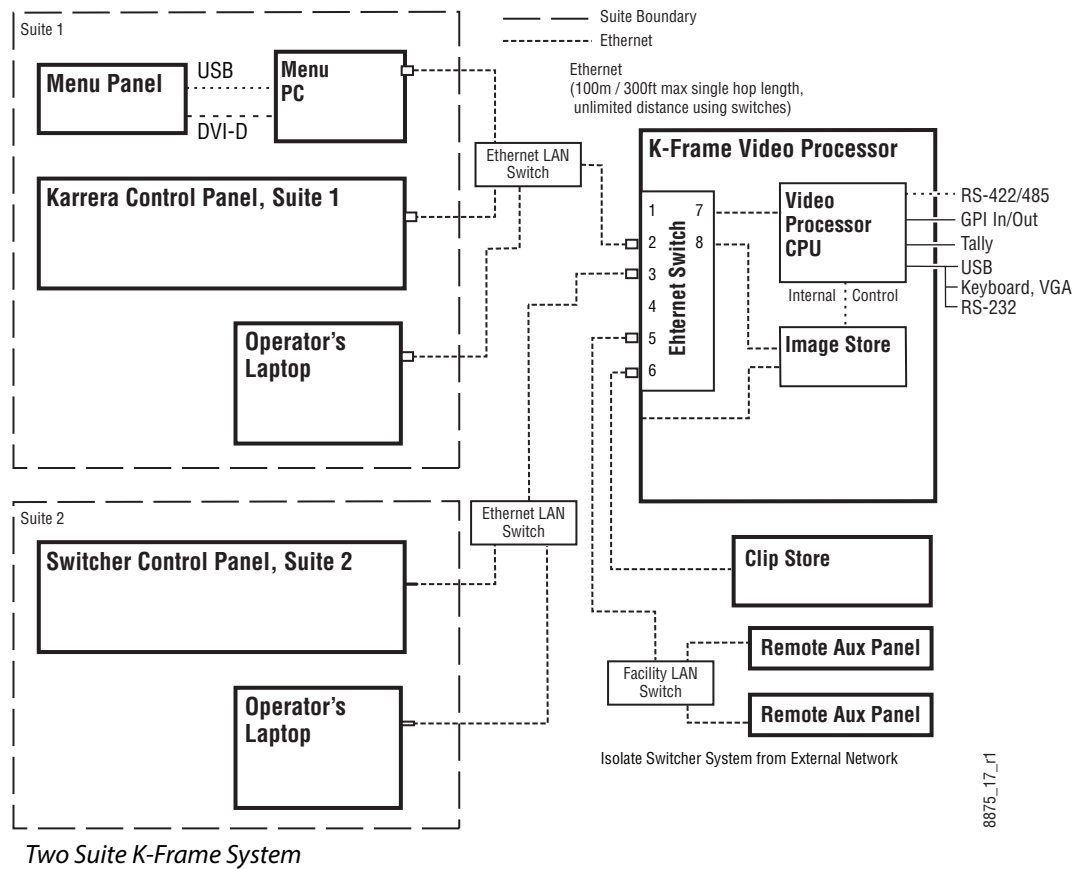 Suite Boundary
Ethernet
Ethernet
(100m / 300ft max single hop length,
unlimited distance using switches)
Suite 1
Menu Panel
USB
DVI-D
Menu
PC
Karrera Control Panel, Suite 1
Operator's
Laptop
Ethernet LAN
Switch
K-Frame Video Processor
1
2
3
4
5
6
7
8
Ehternet Switch
Video
Processor
CPU
Internal
Control
Image Store
RS-422/485
GPI In/Out
Tally
USB
Keyboard, VGA
RS-232
Suite 2
Switcher Control Panel, Suite 2
Operator's
Laptop
Ethernet LAN
Switch
Clip Store
Remote Aux Panel
Facility LAN
Switch
Remote Aux Panel
Isolate Switcher System from External Network
8875_17_r1
Two Suite K-Frame System